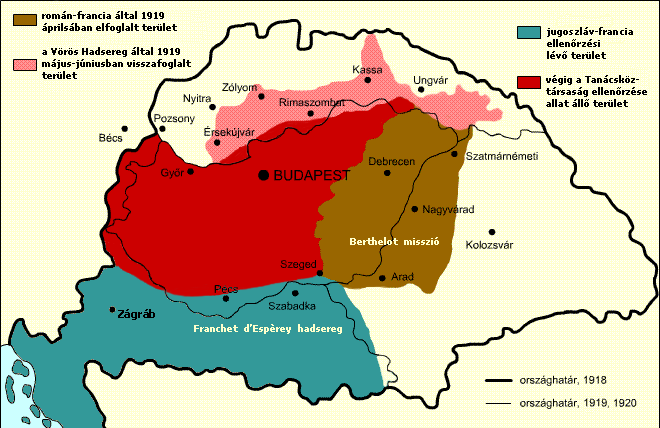 román-francia által 1919
áprilsában elfoglalt terület
a Vörös Hadsereg által 1919
május-júniusban visszafoglalt
terület
jugoszláv-francia
ellenőrzési
lévő terület
végig a Tanácsköz-
társaság ellenőrzése
allat álló terület
Kassa
Ungvár
Zólyom
Nyitra
Rimaszombat
Pozsony
Bécs
Érsekújvár
Győr
BUDAPEST
Debrecen
Szatmárnémeti
Nagyvárad
Berthelot misszió
Kolozsvár
Szeged
Arad
Pécs
Szabadka
Zágráb
Franchet d'Espèrey hadsereg
országhatár, 1918
országhatár, 1919, 1920